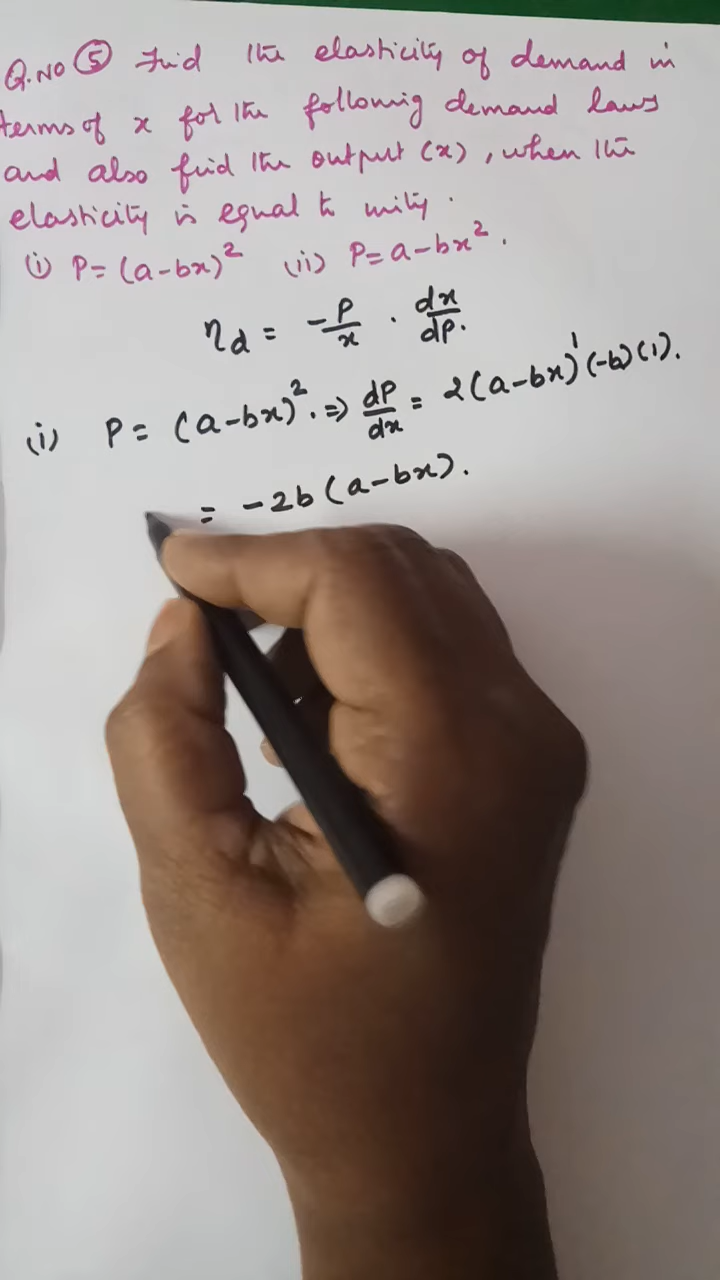 Q.NO ⑤ Find the elasticity of demand in
terms of x for the following demand laws
and also find the output (x), when the
elasticity is equal to unity.
(i) P=(a-bx)² (ii) P=a-bx².
ηd = -P/x · dx/dP.
(i) P = (a-bx)². ⇒ dP/dx = 2(a-bx)¹(-b)(1).
= -2b(a-bx).